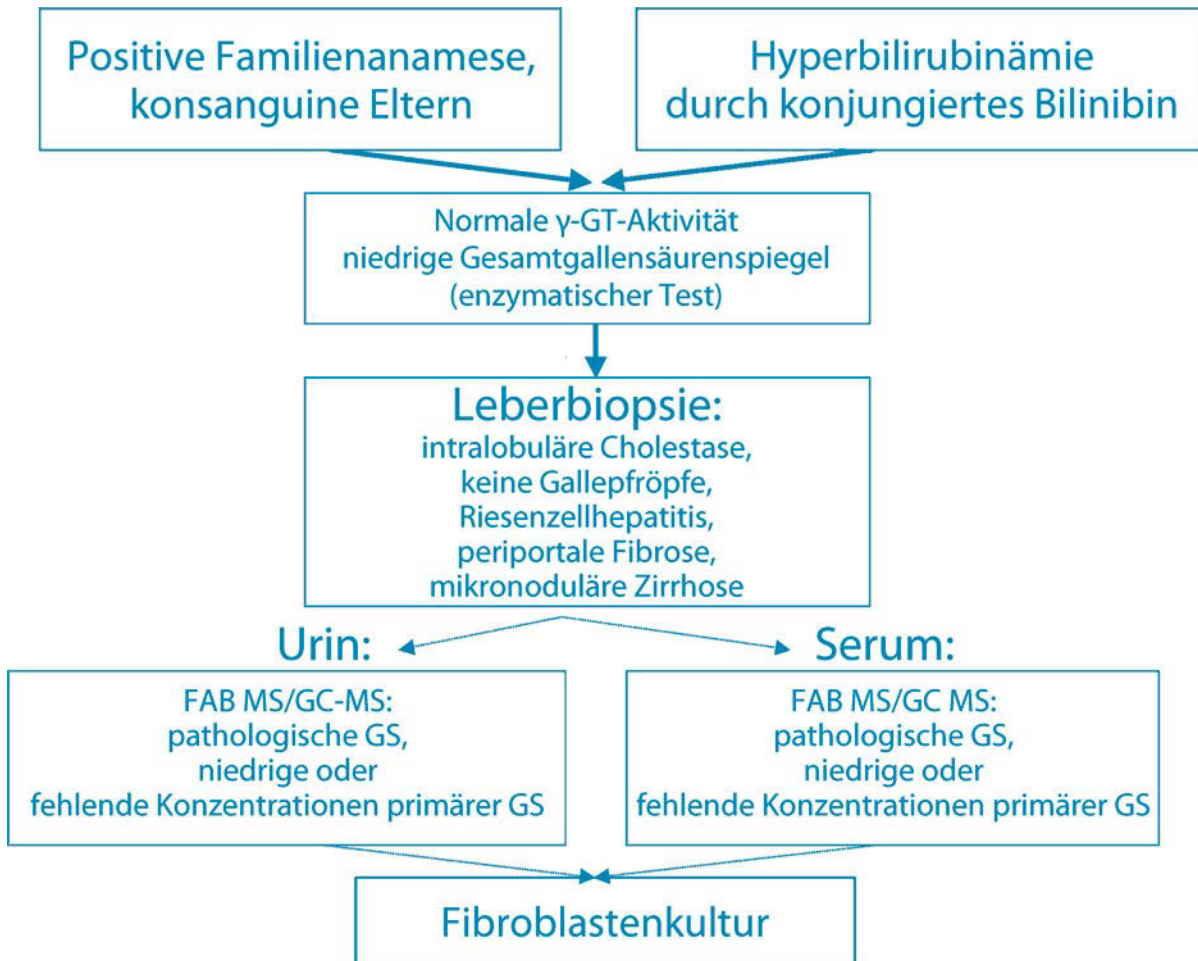 Positive Familienanamese,
konsanguine Eltern
Hyperbilirubinämie
durch konjungiertes Bilinibin
Normale γ-GT-Aktivität
niedrige Gesamtgallensäurenspiegel
(enzymatischer Test)
Leberbiopsie:
intralobuläre Cholestase,
keine Gallepfröpfe,
Riesenzellhepatitis,
periportale Fibrose,
mikronoduläre Zirrhose
Urin:
FAB MS/GC-MS:
pathologische GS,
niedrige oder
fehlende Konzentrationen primärer GS
Serum:
FAB MS/GC MS:
pathologische GS,
niedrige oder
fehlende Konzentrationen primärer GS
Fibroblastenkultur